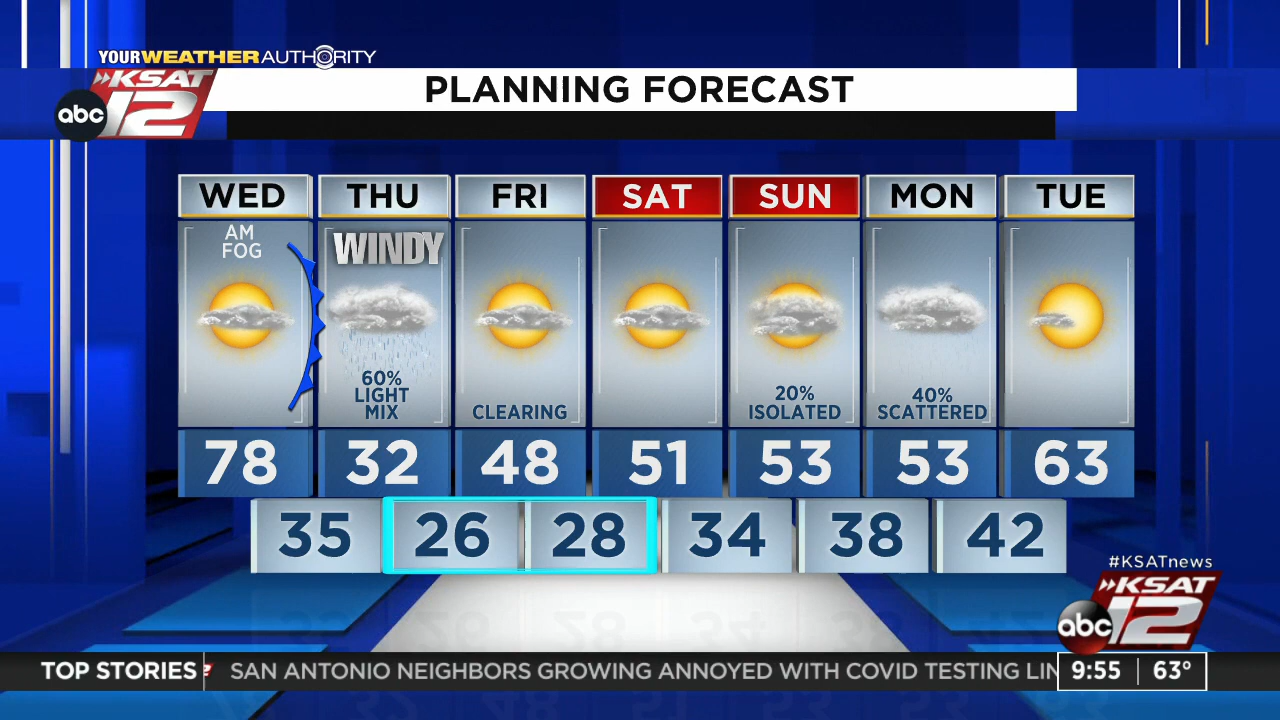 YOURWEATHERAUTHORITY
KSAT
abc 12
PLANNING FORECAST
WED THU FRI SAT SUN MON TUE
AM
FOG
WINDY
60%
LIGHT
MIX
CLEARING
20%
ISOLATED
40%
SCATTERED
78 32 48 51 53 53 63
35 26 28 34 38 42
#KSATnews
KSAT
abc 12
TOP STORIES SAN ANTONIO NEIGHBORS GROWING ANNOYED WITH COVID TESTING LIN
9:55 63°